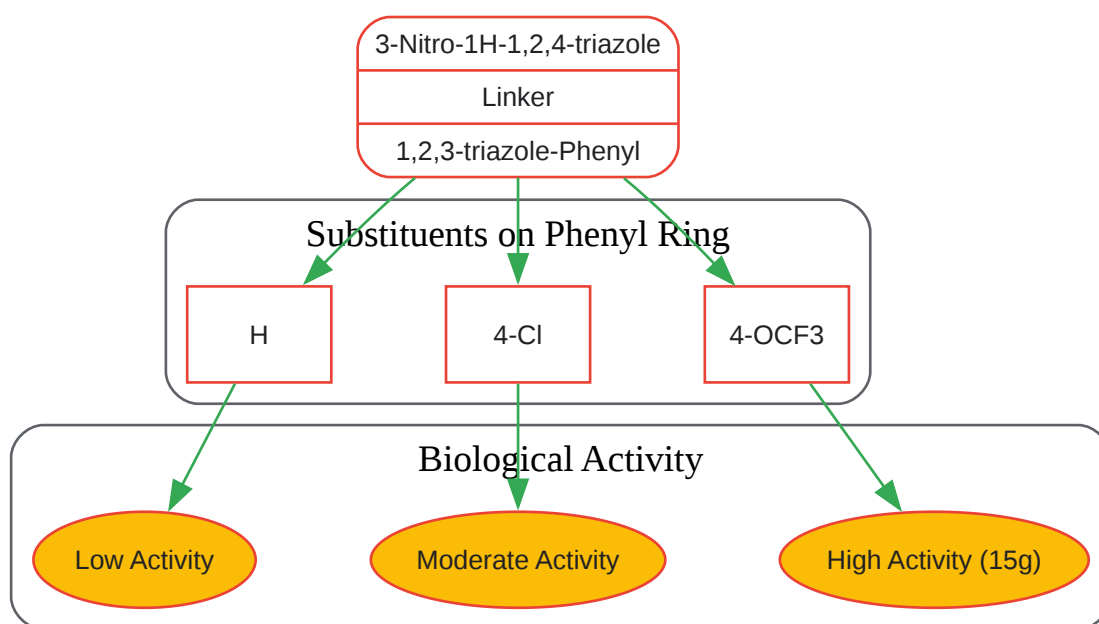 3-Nitro-1H-1,2,4-triazole
Linker
1,2,3-triazole-Phenyl
Substituents on Phenyl Ring
H
4-Cl
4-OCF3
Biological Activity
Low Activity
Moderate Activity
High Activity (15g)